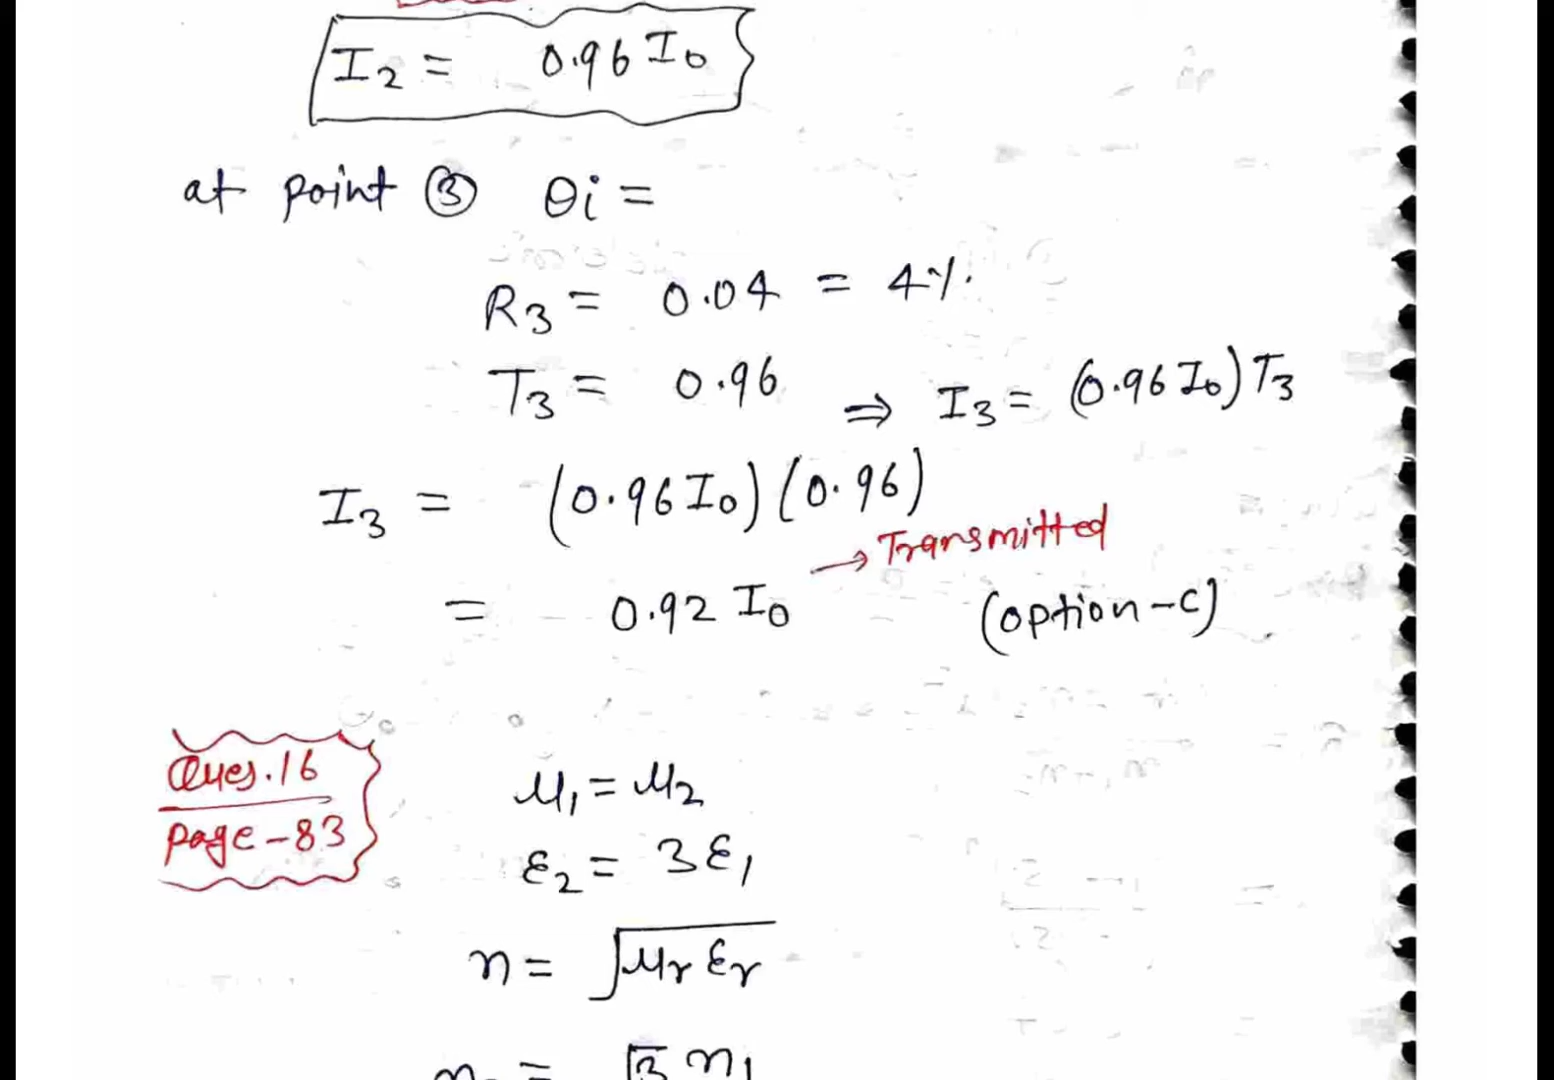 I₂ = 0.96 I₀
at point ③ θi =
R₃ = 0.04 = 4%.
T₃ = 0.96 ⇒ I₃ = (0.96 I₀) T₃
I₃ = (0.96 I₀) (0.96)
= 0.92 I₀ → Transmitted
(option-c)
Ques.16
Page-83
μ₁ = μ₂
ε₂ = 3ε₁
n = √μᵣ εᵣ
= √3 n₁